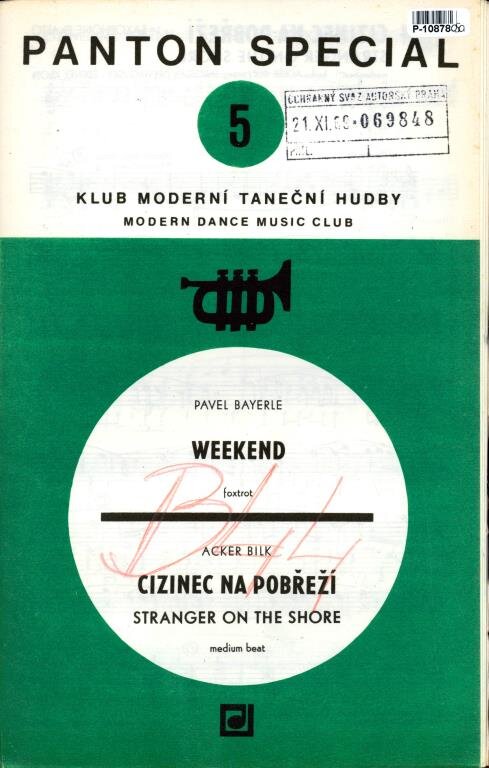 P-10878
PANTON SPECIAL
5
OCHRANNÝ SVAZ AUTORSKÝ PRAHA
21.XI.69*069848
KLUB MODERNÍ TANEČNÍ HUDBY
MODERN DANCE MUSIC CLUB
PAVEL BAYERLE
WEEKEND
foxtrot
ACKER BILK
CIZINEC NA POBŘEŽÍ
STRANGER ON THE SHORE
medium beat